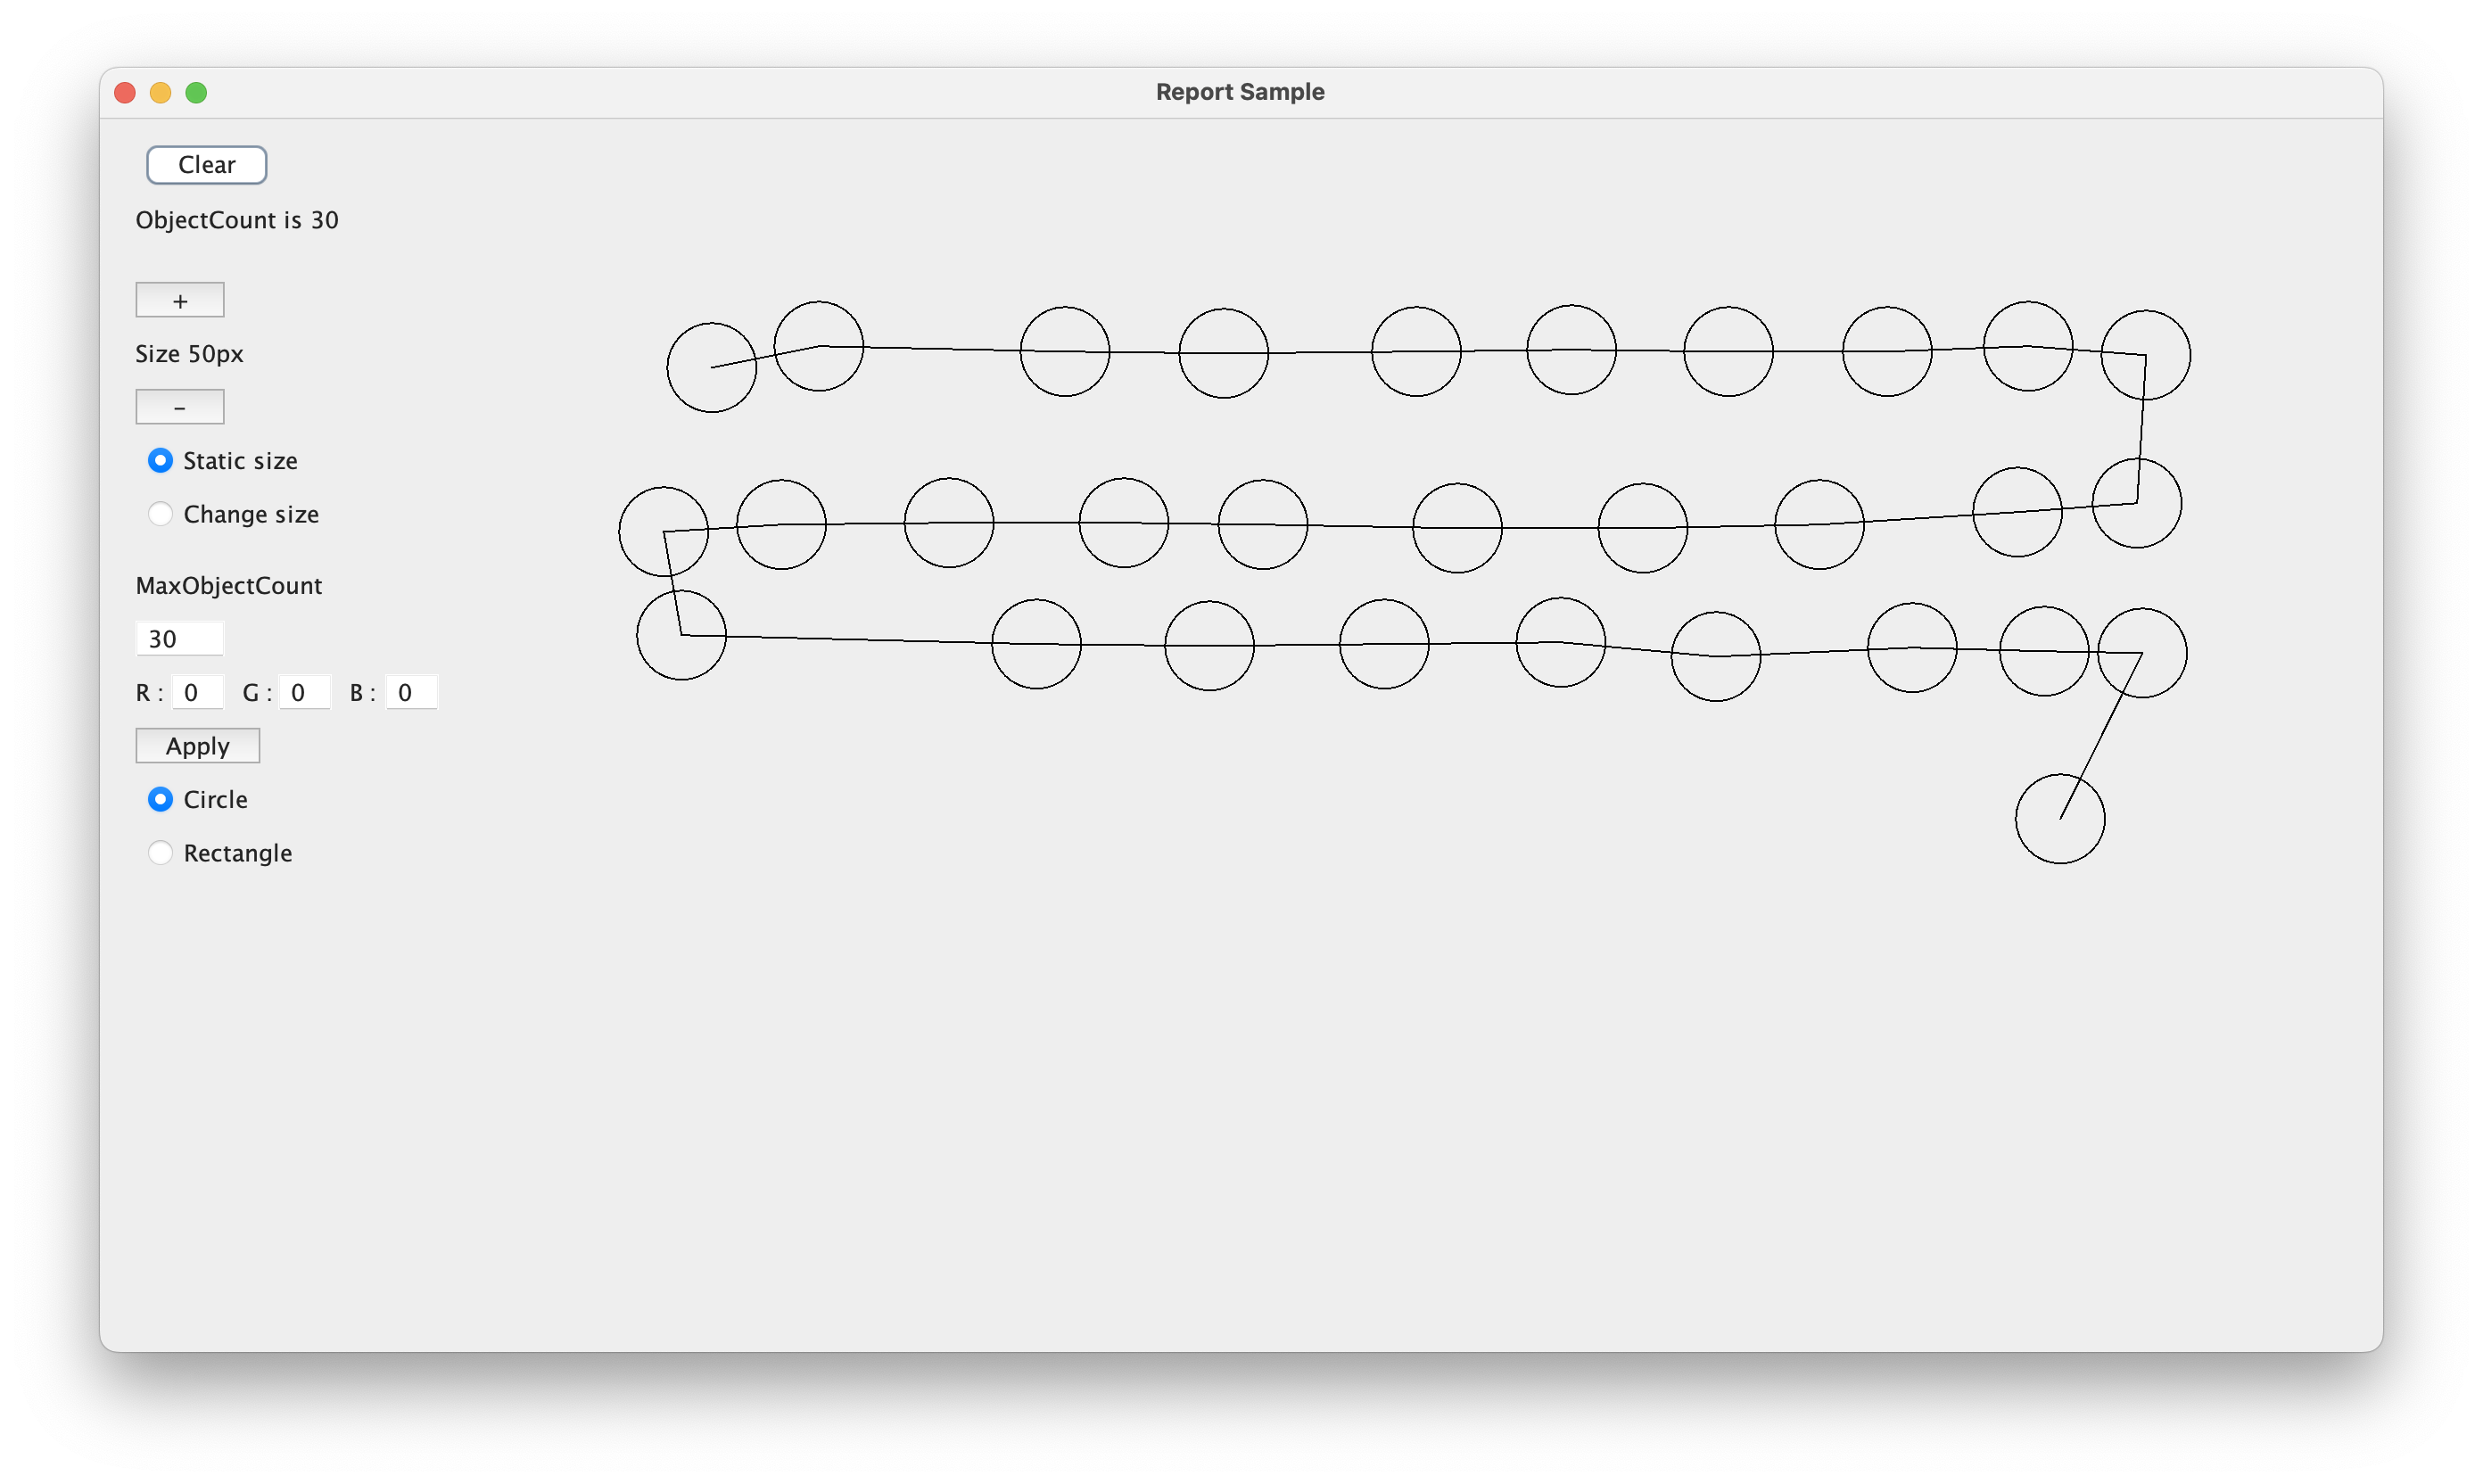 Report Sample
Clear
ObjectCount is 30
+
Size 50px
-
Static size
Change size
MaxObjectCount
30
R : 0 G : 0 B : 0
Apply
Circle
Rectangle